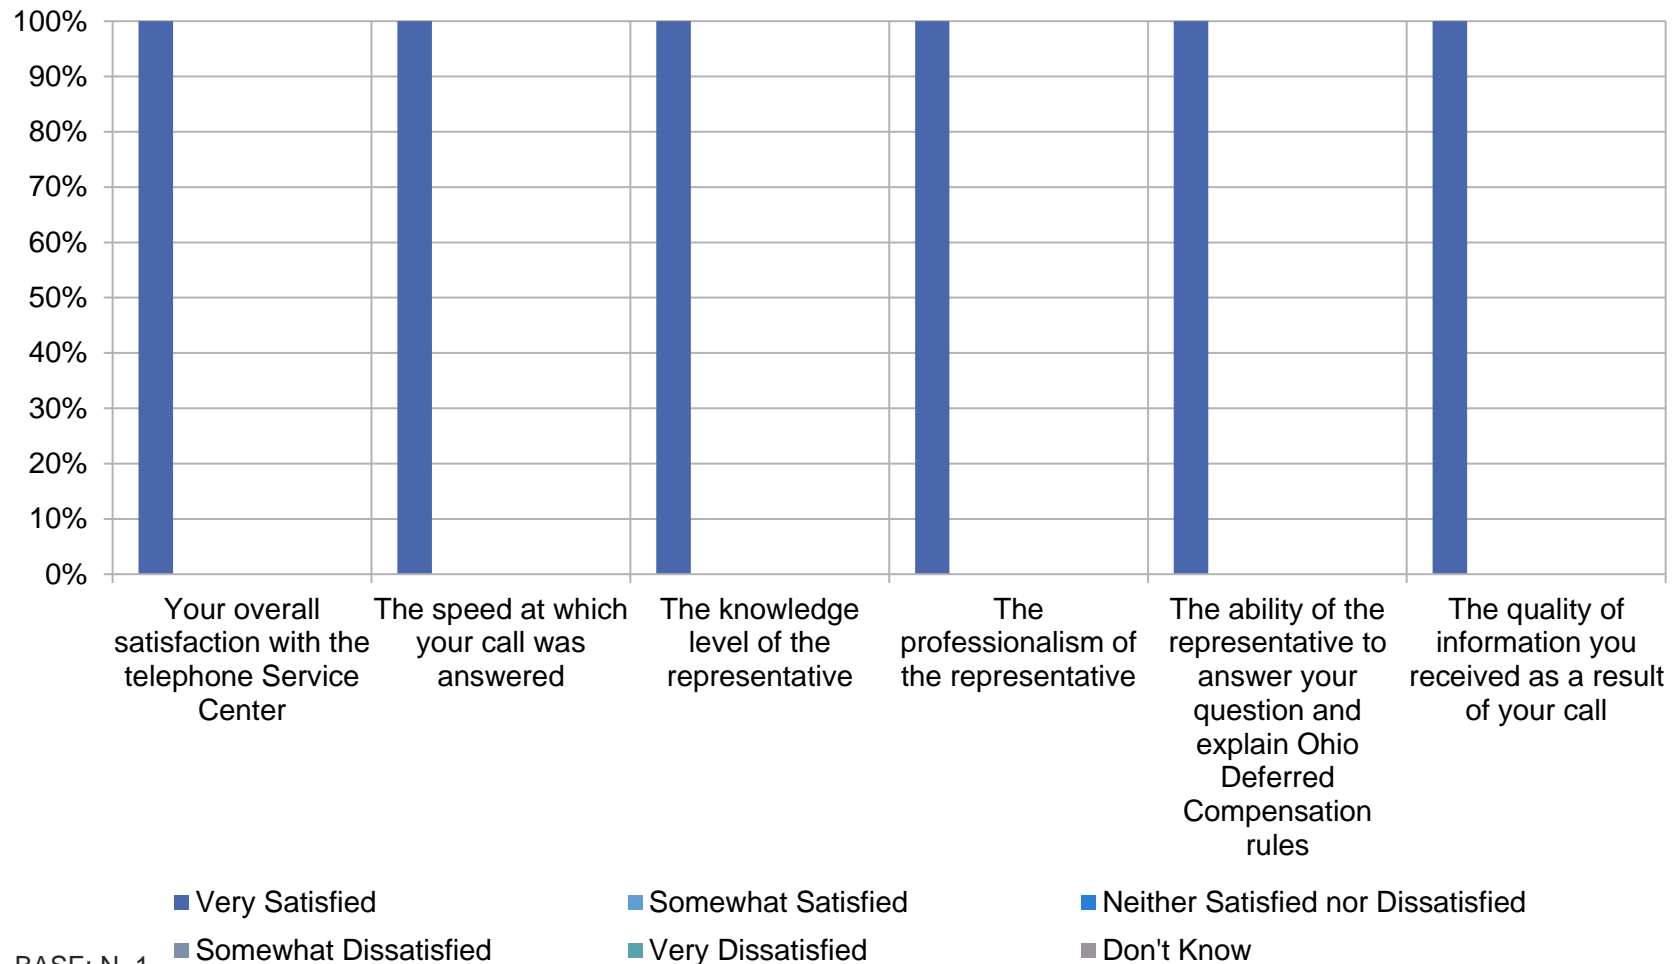 100%
90%
80%
70%
60%
50%
40%
30%
20%
10%
0%
Your overall
satisfaction with the
telephone Service
Center
The speed at which
your call was
answered
The knowledge
level of the
representative
The
professionalism of
the representative
The ability of the
representative to
answer your
question and
explain Ohio
Deferred
Compensation
rules
The quality of
information you
received as a result
of your call
Very Satisfied
Somewhat Satisfied
Neither Satisfied nor Dissatisfied
Somewhat Dissatisfied
Very Dissatisfied
Don't Know
BASE: N 1